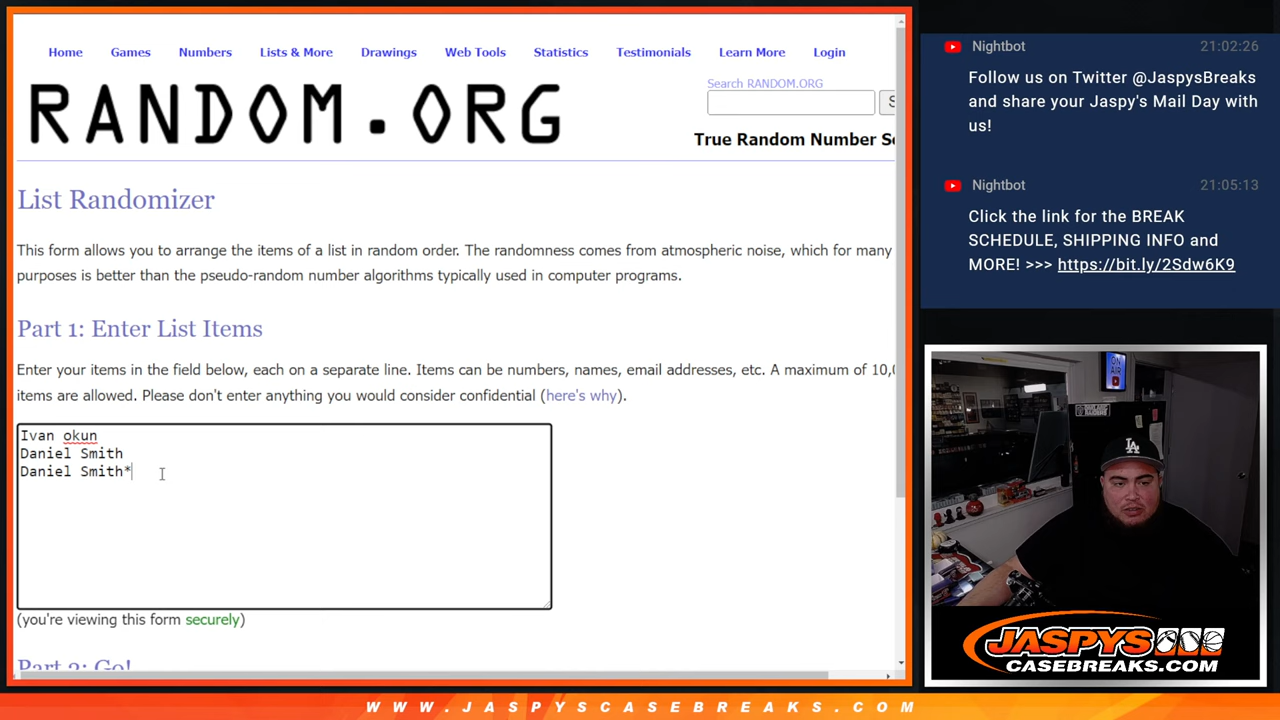 Home Games Numbers Lists & More Drawings Web Tools Statistics Testimonials Learn More Login
Search RANDOM.ORG
RANDOM.ORG
True Random Number
List Randomizer
This form allows you to arrange the items of a list in random order. The randomness comes from atmospheric noise, which for many
purposes is better than the pseudo-random number algorithms typically used in computer programs.
Part 1: Enter List Items
Enter your items in the field below, each on a separate line. Items can be numbers, names, email addresses, etc. A maximum of 10,0
items are allowed. Please don't enter anything you would consider confidential (here's why).
Ivan okun
Daniel Smith
Daniel Smith*
(you're viewing this form securely)
Part 2: Go!
Nightbot 21:02:26
Follow us on Twitter @JaspysBreaks
and share your Jaspy's Mail Day with
us!
Nightbot 21:05:13
Click the link for the BREAK
SCHEDULE, SHIPPING INFO and
MORE! >>> https://bit.ly/2Sdw6K9
ON
AIR
LA
JASPYS
CASEBREAKS.COM
WWW.JASPYSCASEBREAKS.COM